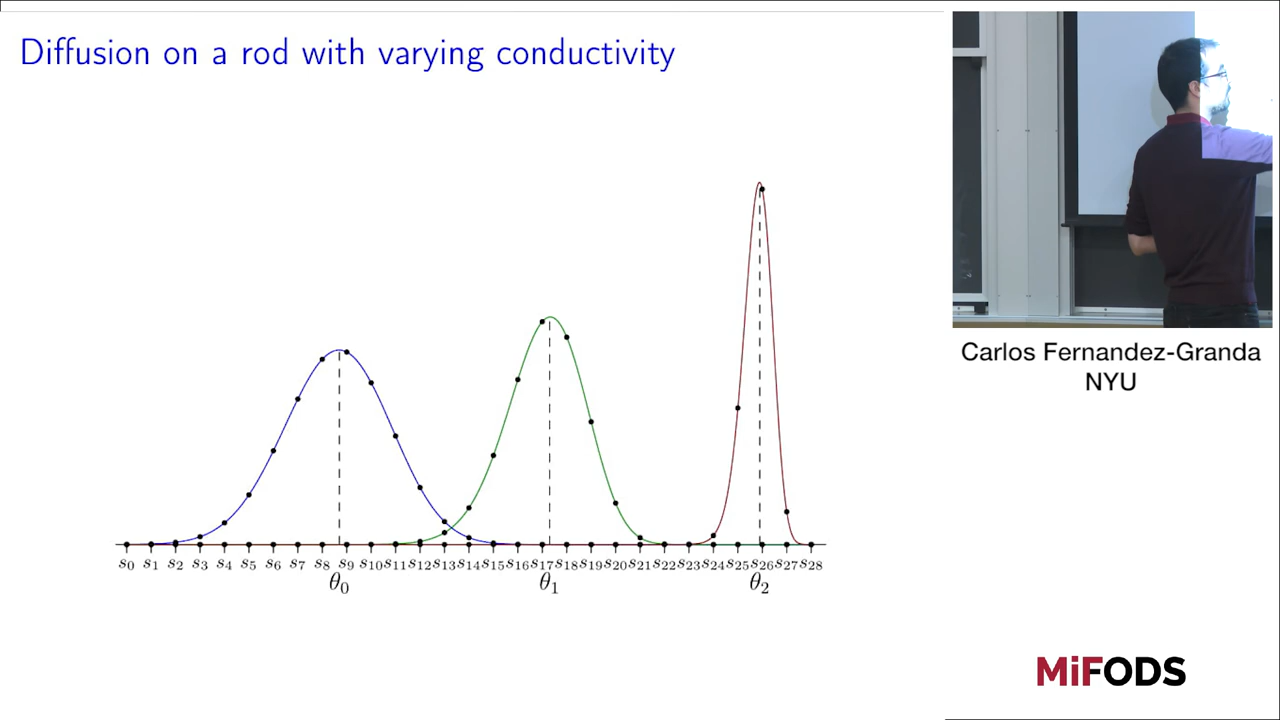 Diffusion on a rod with varying conductivity
s0 s1 s2 s3 s4 s5 s6 s7 s8 s9 s10 s11 s12 s13 s14 s15 s16 s17 s18 s19 s20 s21 s22 s23 s24 s25 s26 s27 s28
θ0 θ1 θ2
Carlos Fernandez-Granda
NYU
MiFODS